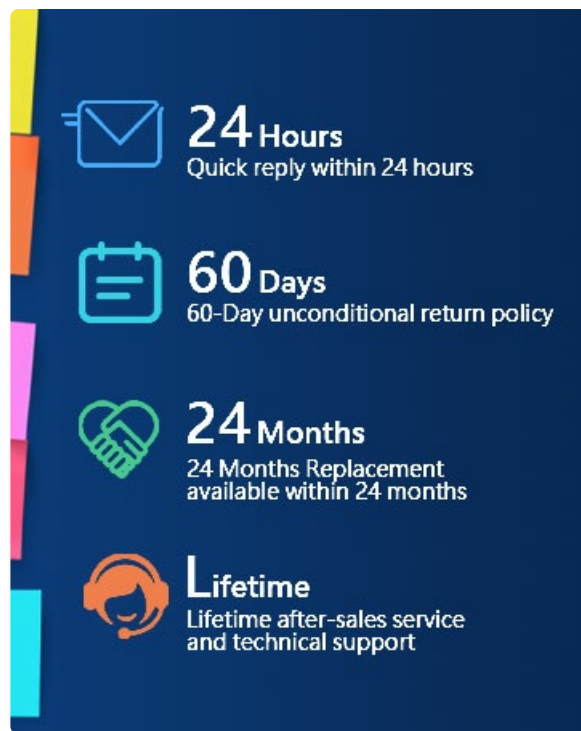 24 Hours
Quick reply within 24 hours
60 Days
60-Day unconditional return policy
24 Months
24 Months Replacement
available within 24 months
Lifetime
Lifetime after-sales service
and technical support